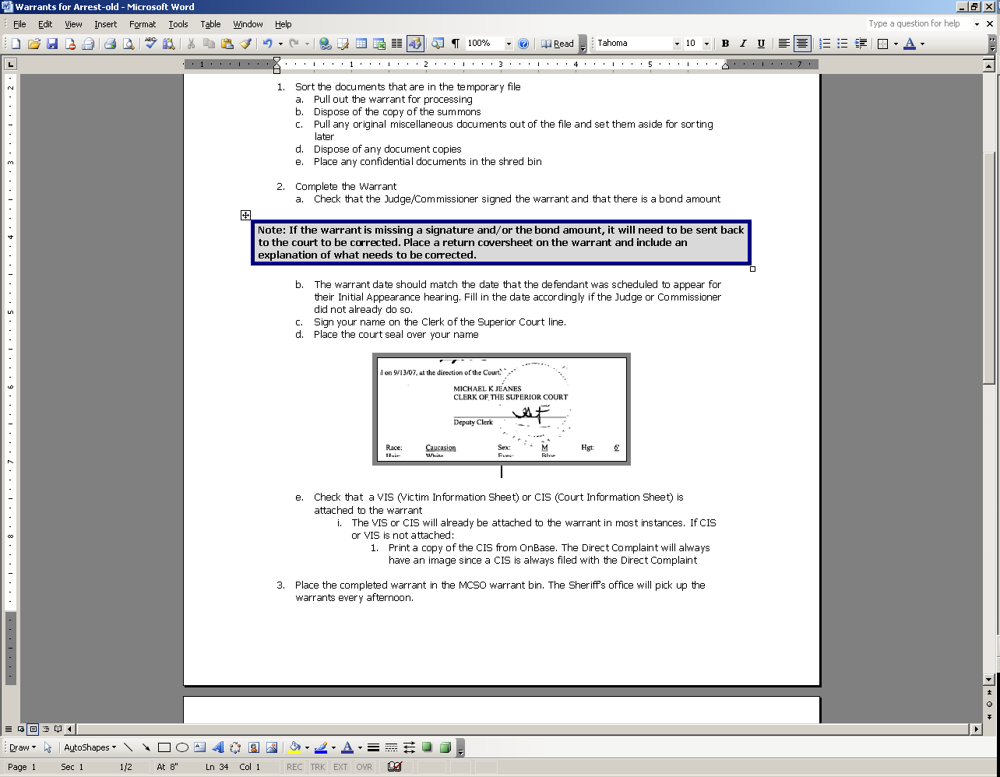 Warrants for Arrest-old - Microsoft Word
File Edit View Insert Format Tools Table Window Help
Type a question for help
100% Read Tahoma 10 B I U
1 1 2 3 4 5 6 7
1. Sort the documents that are in the temporary file
a. Pull out the warrant for processing
b. Dispose of the copy of the summons
c. Pull any original miscellaneous documents out of the file and set them aside for sorting
later
d. Dispose of any document copies
e. Place any confidential documents in the shred bin
2. Complete the Warrant
a. Check that the Judge/Commissioner signed the warrant and that there is a bond amount
Note: If the warrant is missing a signature and/or the bond amount, it will need to be sent back
to the court to be corrected. Place a return coversheet on the warrant and include an
explanation of what needs to be corrected.
b. The warrant date should match the date that the defendant was scheduled to appear for
their Initial Appearance hearing. Fill in the date accordingly if the Judge or Commissioner
did not already do so.
c. Sign your name on the Clerk of the Superior Court line.
d. Place the court seal over your name
l on 9/13/07, at the direction of the Court.
MICHAEL K JEANES
CLERK OF THE SUPERIOR COURT
Deputy Clerk
Race: Caucasion Sex: M Hgt: 6'
Hair: White Eyes: Blue
e. Check that  a VIS (Victim Information Sheet) or CIS (Court Information Sheet) is
attached to the warrant
i. The VIS or CIS will already be attached to the warrant in most instances. If CIS
or VIS is not attached:
1. Print a copy of the CIS from OnBase. The Direct Complaint will always
have an image since a CIS is always filed with the Direct Complaint
3. Place the completed warrant in the MCSO warrant bin. The Sheriff's office will pick up the
warrants every afternoon.
Draw AutoShapes
Page 1 Sec 1 1/2 At 8" Ln 34 Col 1 REC TRK EXT OVR